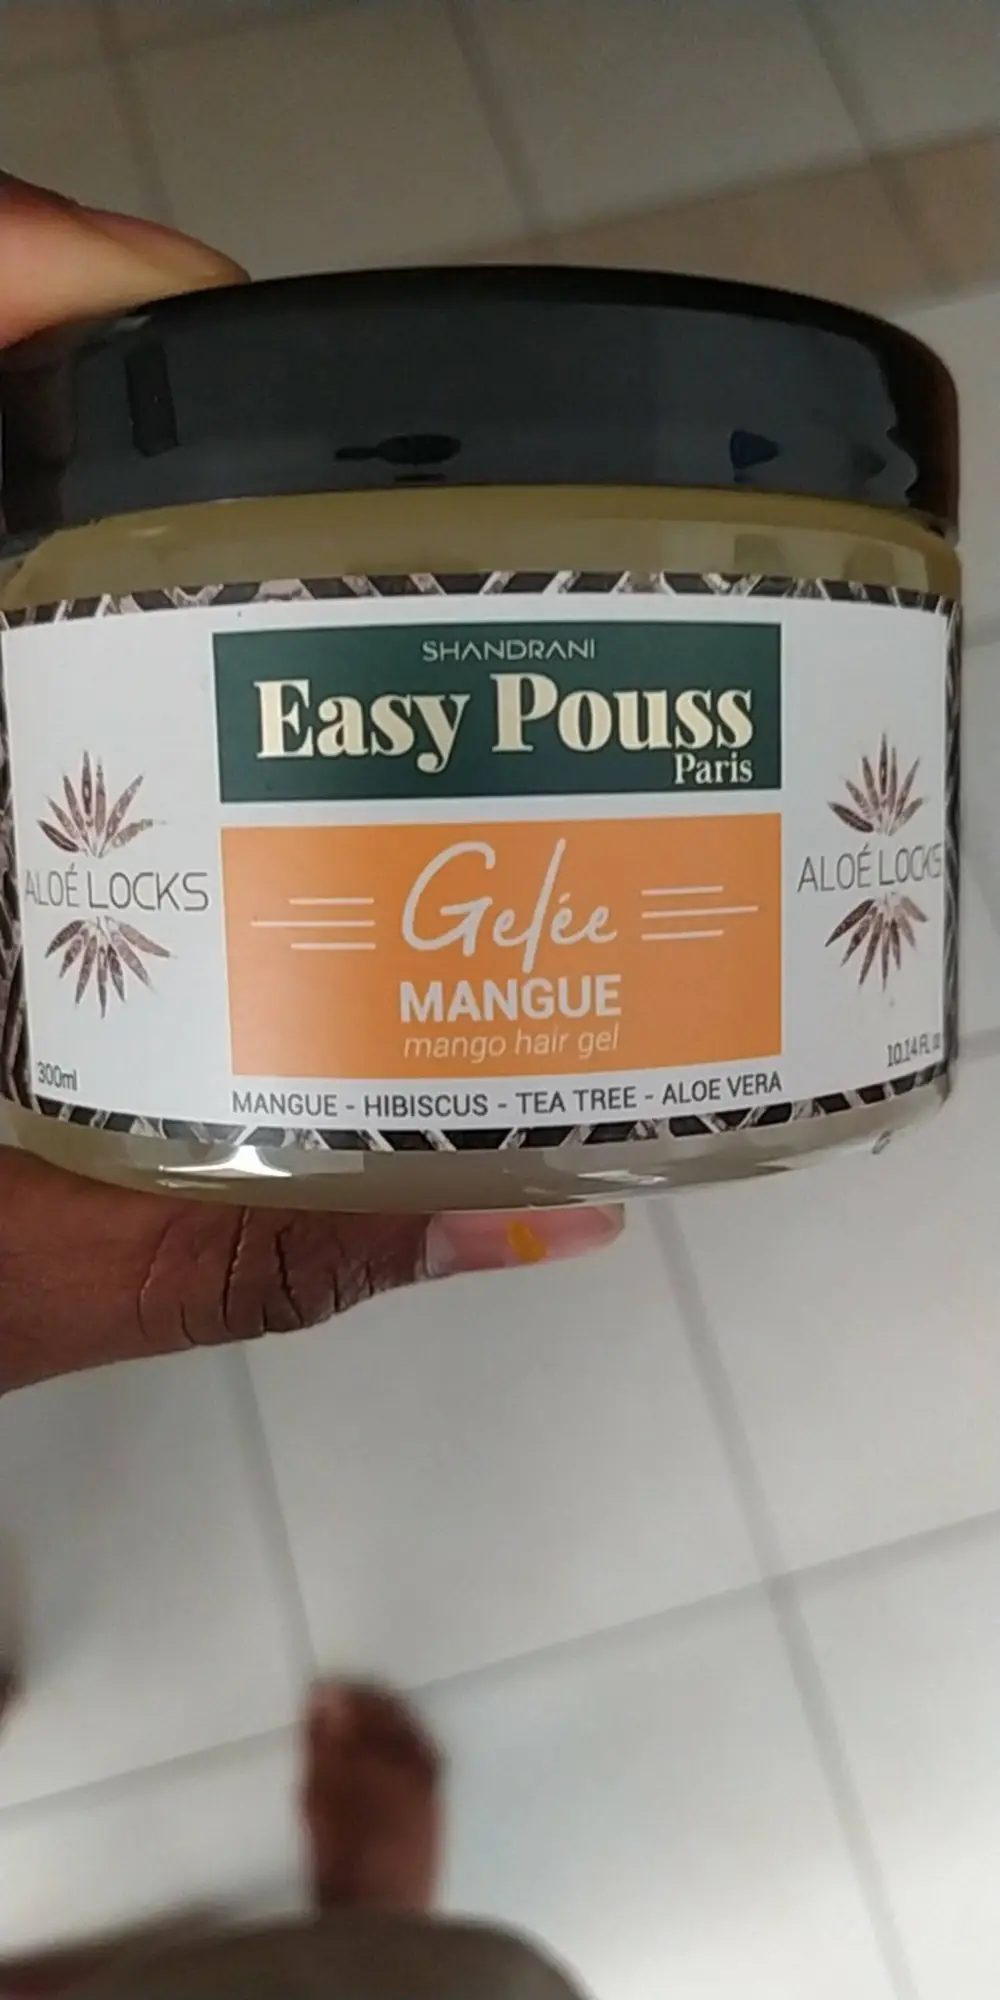 SHANDRANI
Easy Pouss
Paris
ALOÉ LOCKS
Gelée
MANGUE
mango hair gel
ALOÉ LOCKS
300ml
10.14 FL
MANGUE - HIBISCUS - TEA TREE - ALOE VERA